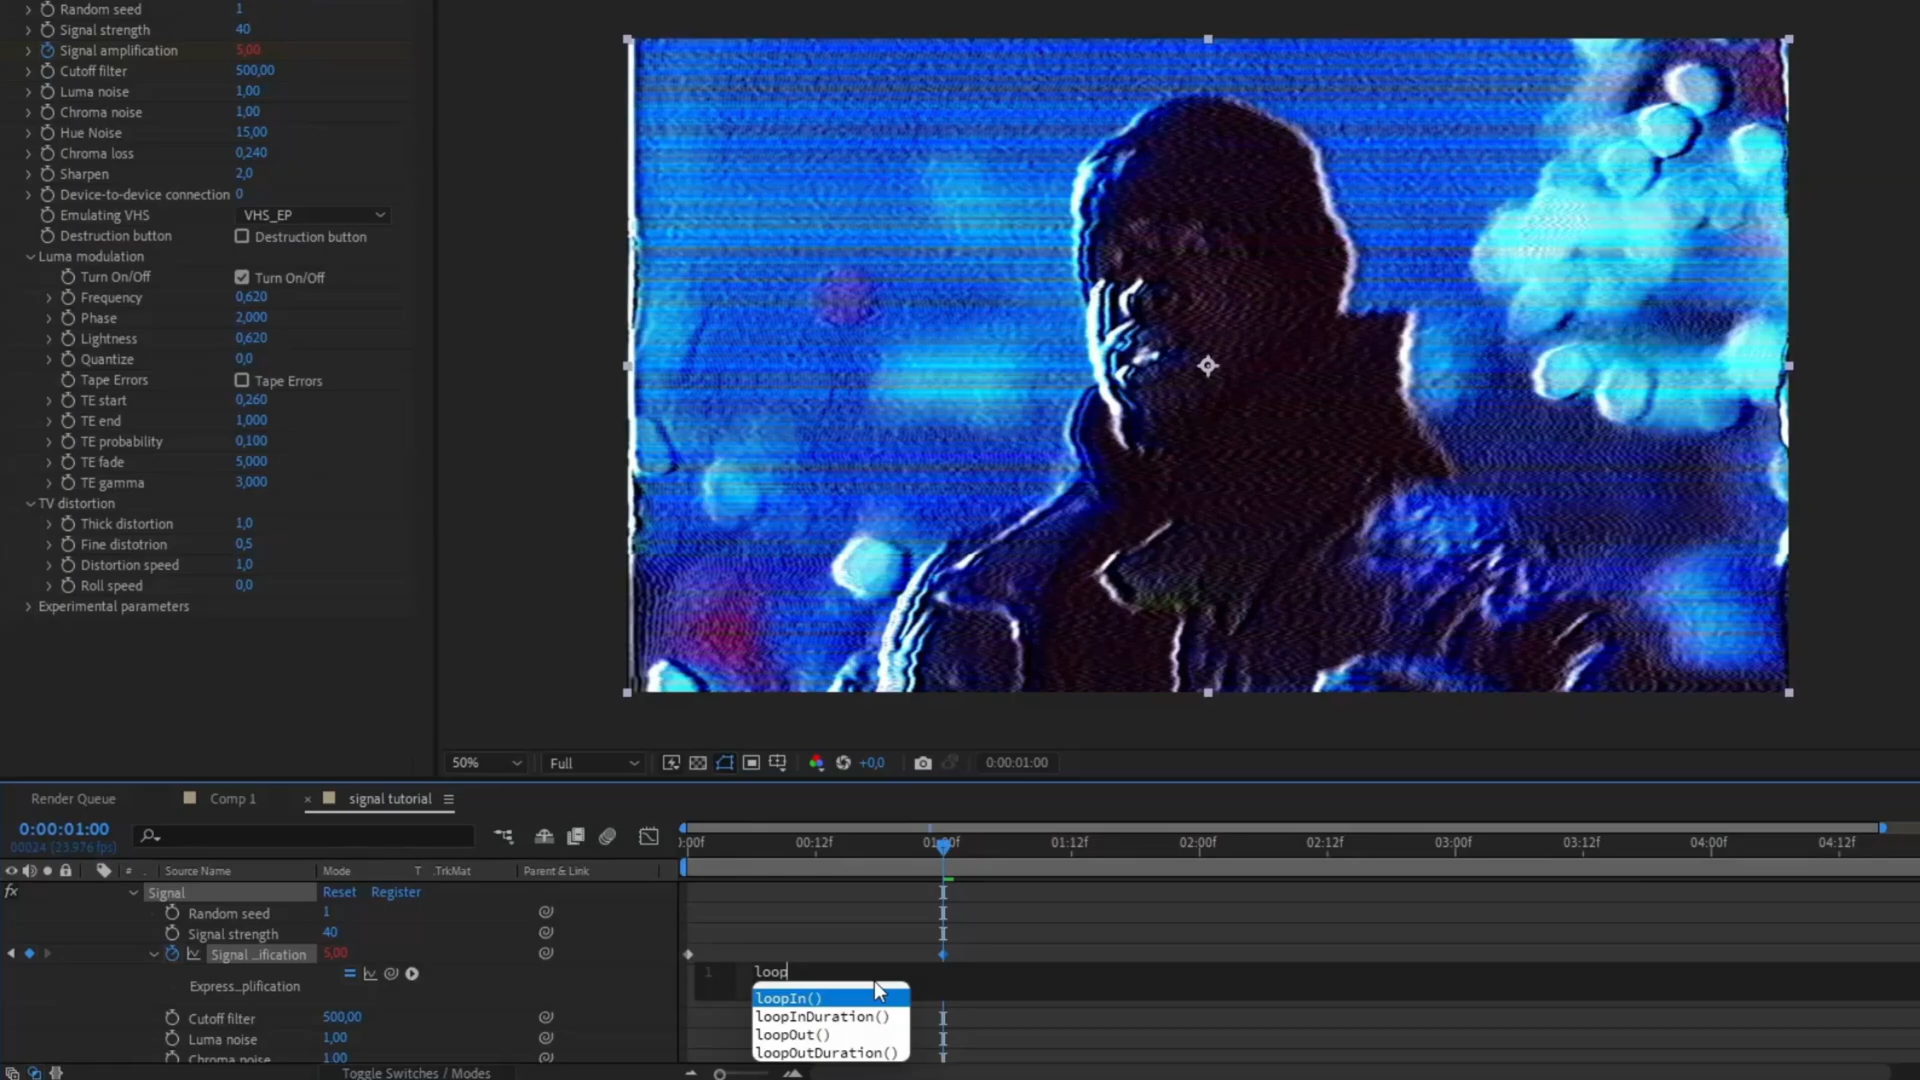 Random seed 1
Signal strength 40
Signal amplification 5,00
Cutoff filter 500,00
Luma noise 1,00
Chroma noise 1,00
Hue Noise 15,00
Chroma loss 0,240
Sharpen 2,0
Device-to-device connection 0
Emulating VHS VHS_EP
Destruction button Destruction button
Luma modulation
Turn On/Off Turn On/Off
Frequency 0,620
Phase 2,000
Lightness 0,620
Quantize 0,0
Tape Errors Tape Errors
TE start 0,260
TE end 1,000
TE probability 0,100
TE fade 5,000
TE gamma 3,000
TV distortion
Thick distortion 1,0
Fine distotrion 0,5
Distortion speed 1,0
Roll speed 0,0
Experimental parameters
50% Full +0,0 0:00:01:00
Render Queue Comp 1 × signal tutorial
0:00:01:00
00024 (23.976 fps)
:00f 00:12f 01:00f 01:12f 02:00f 02:12f 03:00f 03:12f 04:00f 04:12f
# Source Name Mode T .TrkMat Parent & Link
fx Signal Reset Register
Random seed 1
Signal strength 40
Signal ...ification 5,00
1 loop
Express...plification
loopIn()
loopInDuration()
loopOut()
loopOutDuration()
Cutoff filter 500,00
Luma noise 1,00
Chroma noise 1,00
Toggle Switches / Modes